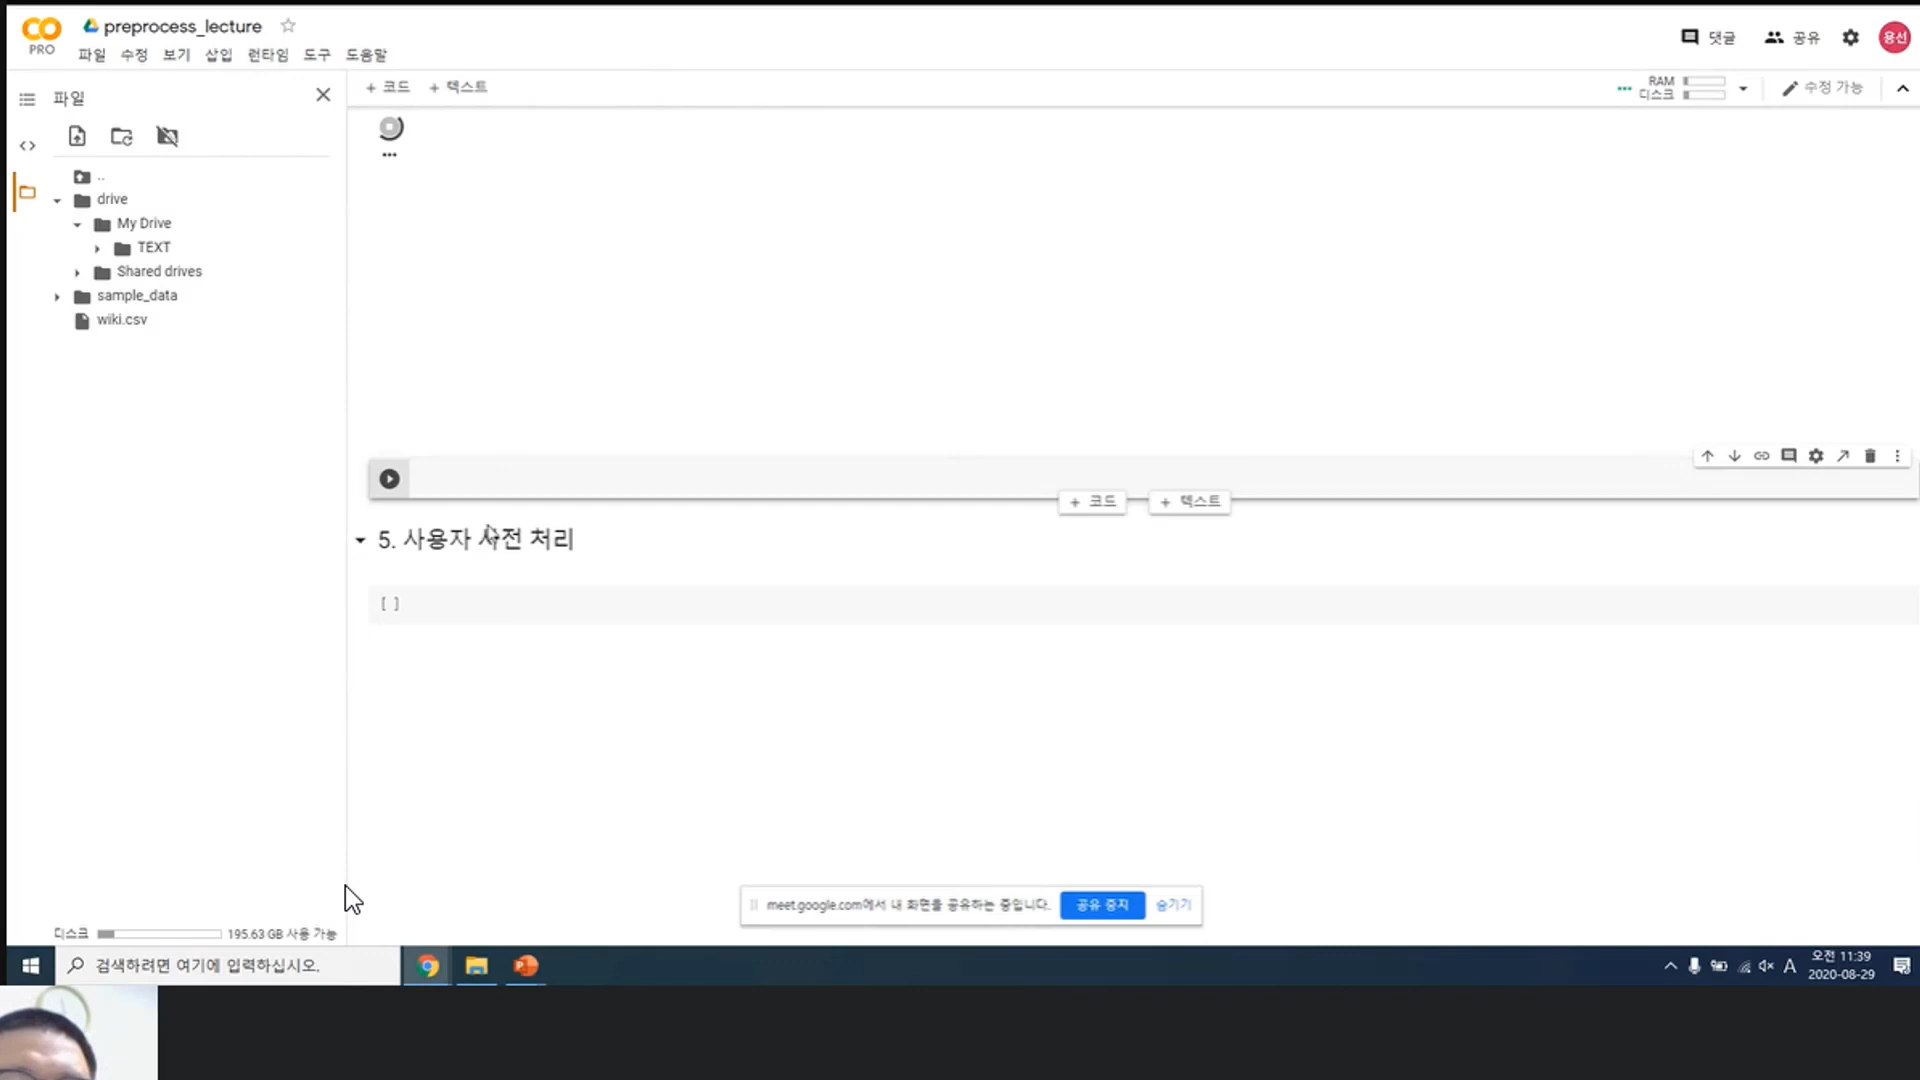 CO
PRO
preprocess_lecture
댓글
공유
용선
파일 수정 보기 삽입 런타임 도구 도움말
파일
+ 코드 + 텍스트
RAM
디스크
수정 가능
..
drive
My Drive
TEXT
Shared drives
sample_data
wiki.csv
+ 코드
+ 텍스트
5. 사용자 사전 처리
[ ]
meet.google.com에서 내 화면을 공유하는 중입니다.
공유 중지
숨기기
디스크
195.63 GB 사용 가능
검색하려면 여기에 입력하십시오.
A
오전 11:39
2020-08-29